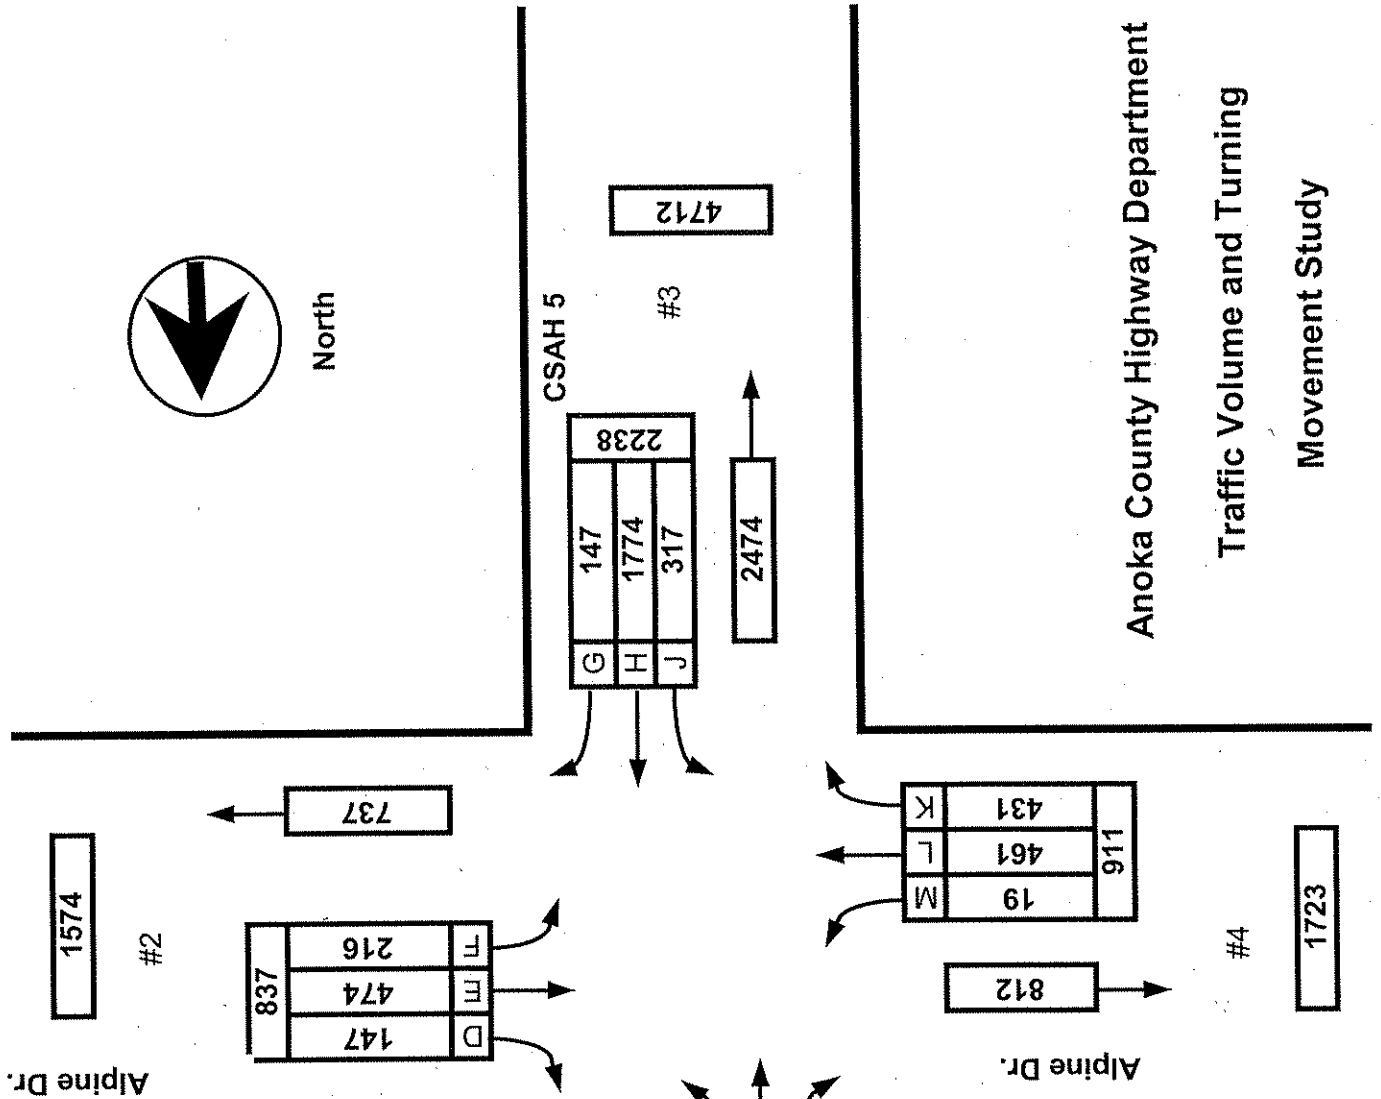 Alpine Dr.
1574
#2
837
D 147
E 474
F 216
737
North
CSAH 5
G 147
H 1774
J 317
2238
#3
4712
2474
K 431
L 461
M 19
911
812
#4
1723
Alpine Dr.
Anoka County Highway Department
Traffic Volume and Turning
Movement Study